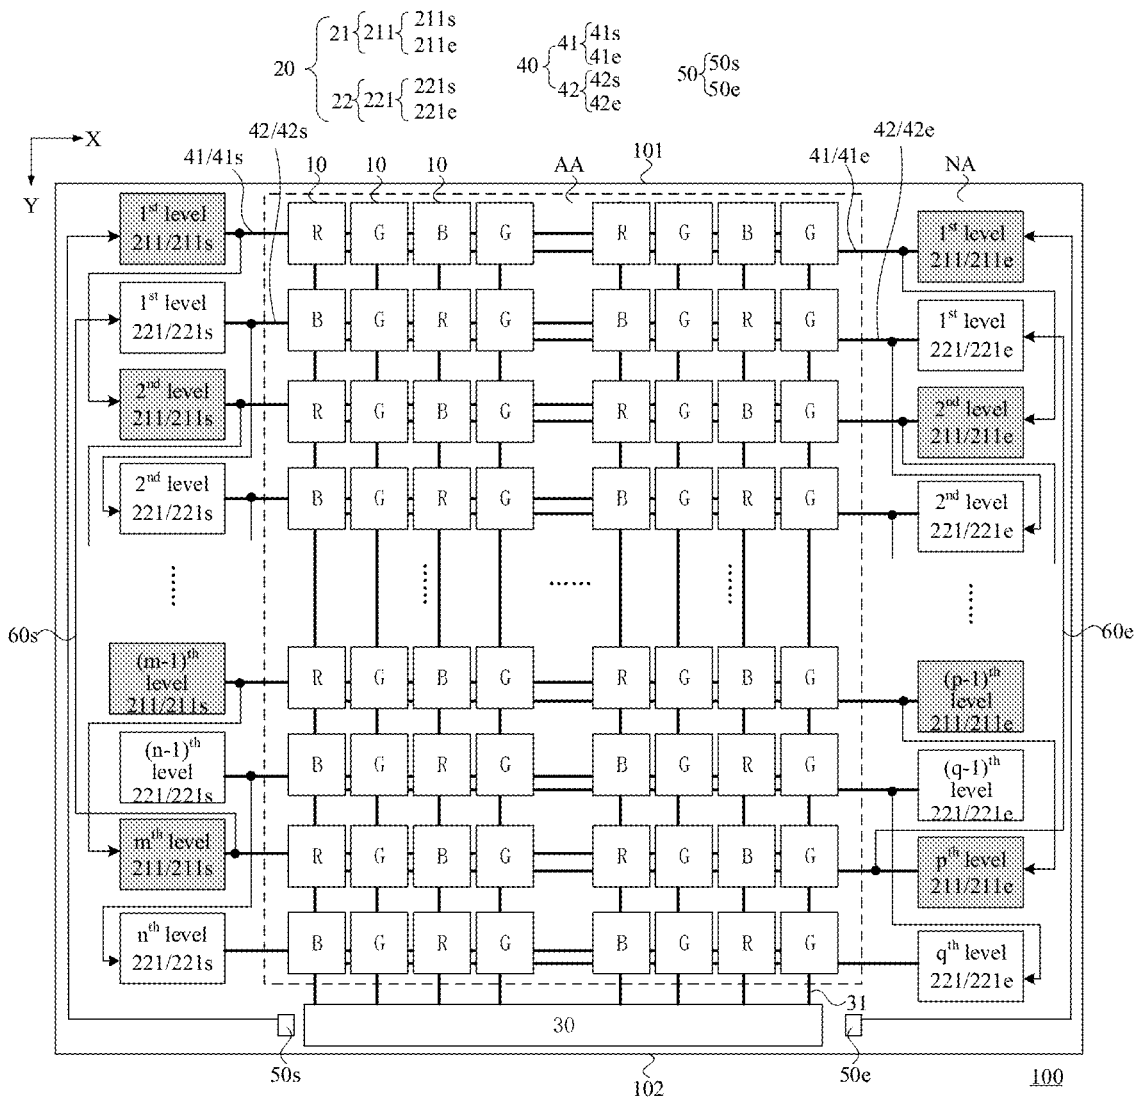 20 21 211 211s 211e
22 221 221s 221e
40 41 41s 41e
42 42s 42e
50 50s 50e
X
Y
41/41s 42/42s 10 10 10 AA 101 41/41e 42/42e NA
1st level
211/211s
R G B G R G B G
1st level
211/211e
1st level
221/221s
B G R G B G R G
1st level
221/221e
2nd level
211/211s
R G B G R G B G
2nd level
211/211e
2nd level
221/221s
B G R G B G R G
2nd level
221/221e
......
...... ...... ......
......
60s 60e
(m-1)th
level
211/211s
R G B G R G B G
(p-1)th
level
211/211e
(n-1)th
level
221/221s
B G R G B G R G
(q-1)th
level
221/221e
mth level
211/211s
R G B G R G B G
pth level
211/211e
nth level
221/221s
B G R G B G R G
qth level
221/221e
30 31
50s 102 50e 100